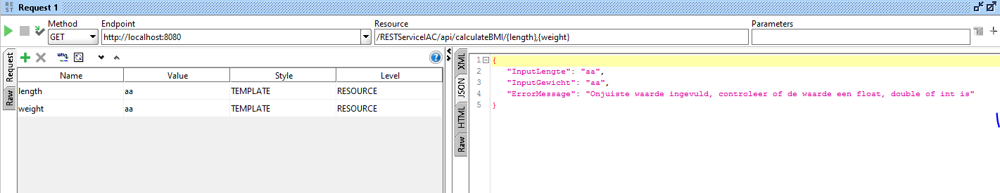 REST Request 1
Method Endpoint Resource Parameters
GET http://localhost:8080 /RESTServiceIAC/api/calculateBMI/{length},{weight}
Request
Raw
Name Value Style Level
length aa TEMPLATE RESOURCE
weight aa TEMPLATE RESOURCE
XML
JSON
HTML
Raw
1 {
2 "InputLengte": "aa",
3 "InputGewicht": "aa",
4 "ErrorMessage": "Onjuiste waarde ingevuld, controleer of de waarde een float, double of int is"
5 }